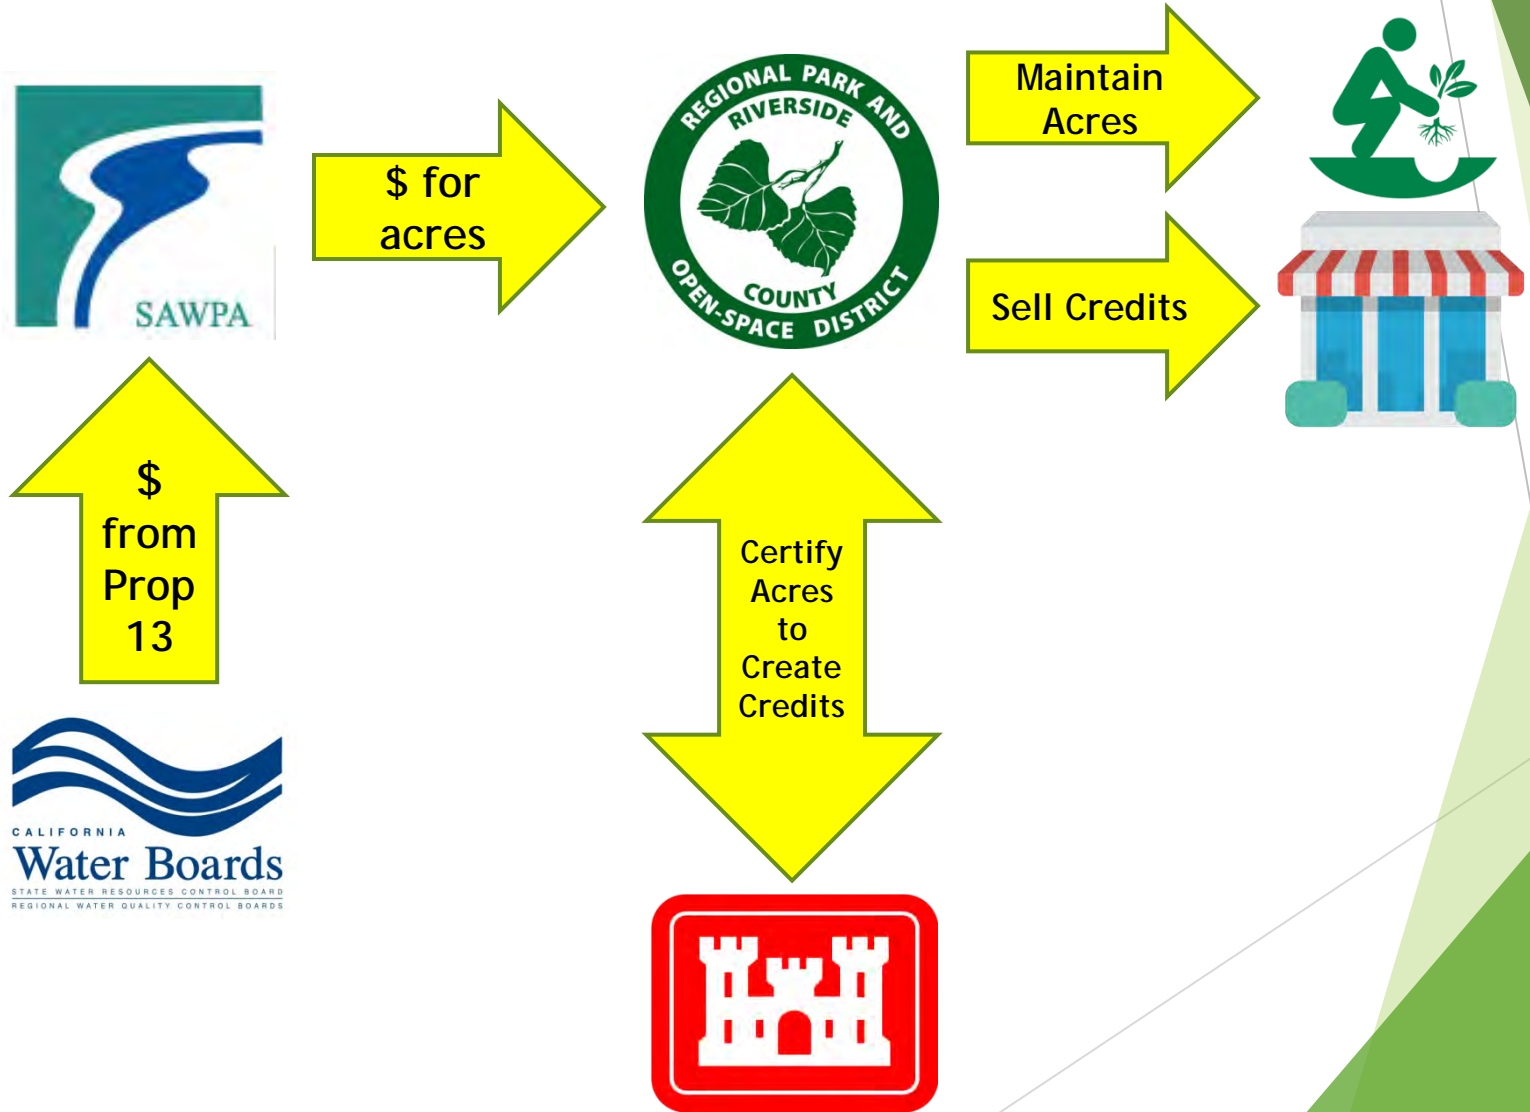 SAWPA
$ for
acres
REGIONAL PARK AND
RIVERSIDE
COUNTY
OPEN-SPACE DISTRICT
Maintain
Acres
Sell Credits
$
from
Prop
13
Certify
Acres
to
Create
Credits
CALIFORNIA
Water Boards
STATE WATER RESOURCES CONTROL BOARD
REGIONAL WATER QUALITY CONTROL BOARDS